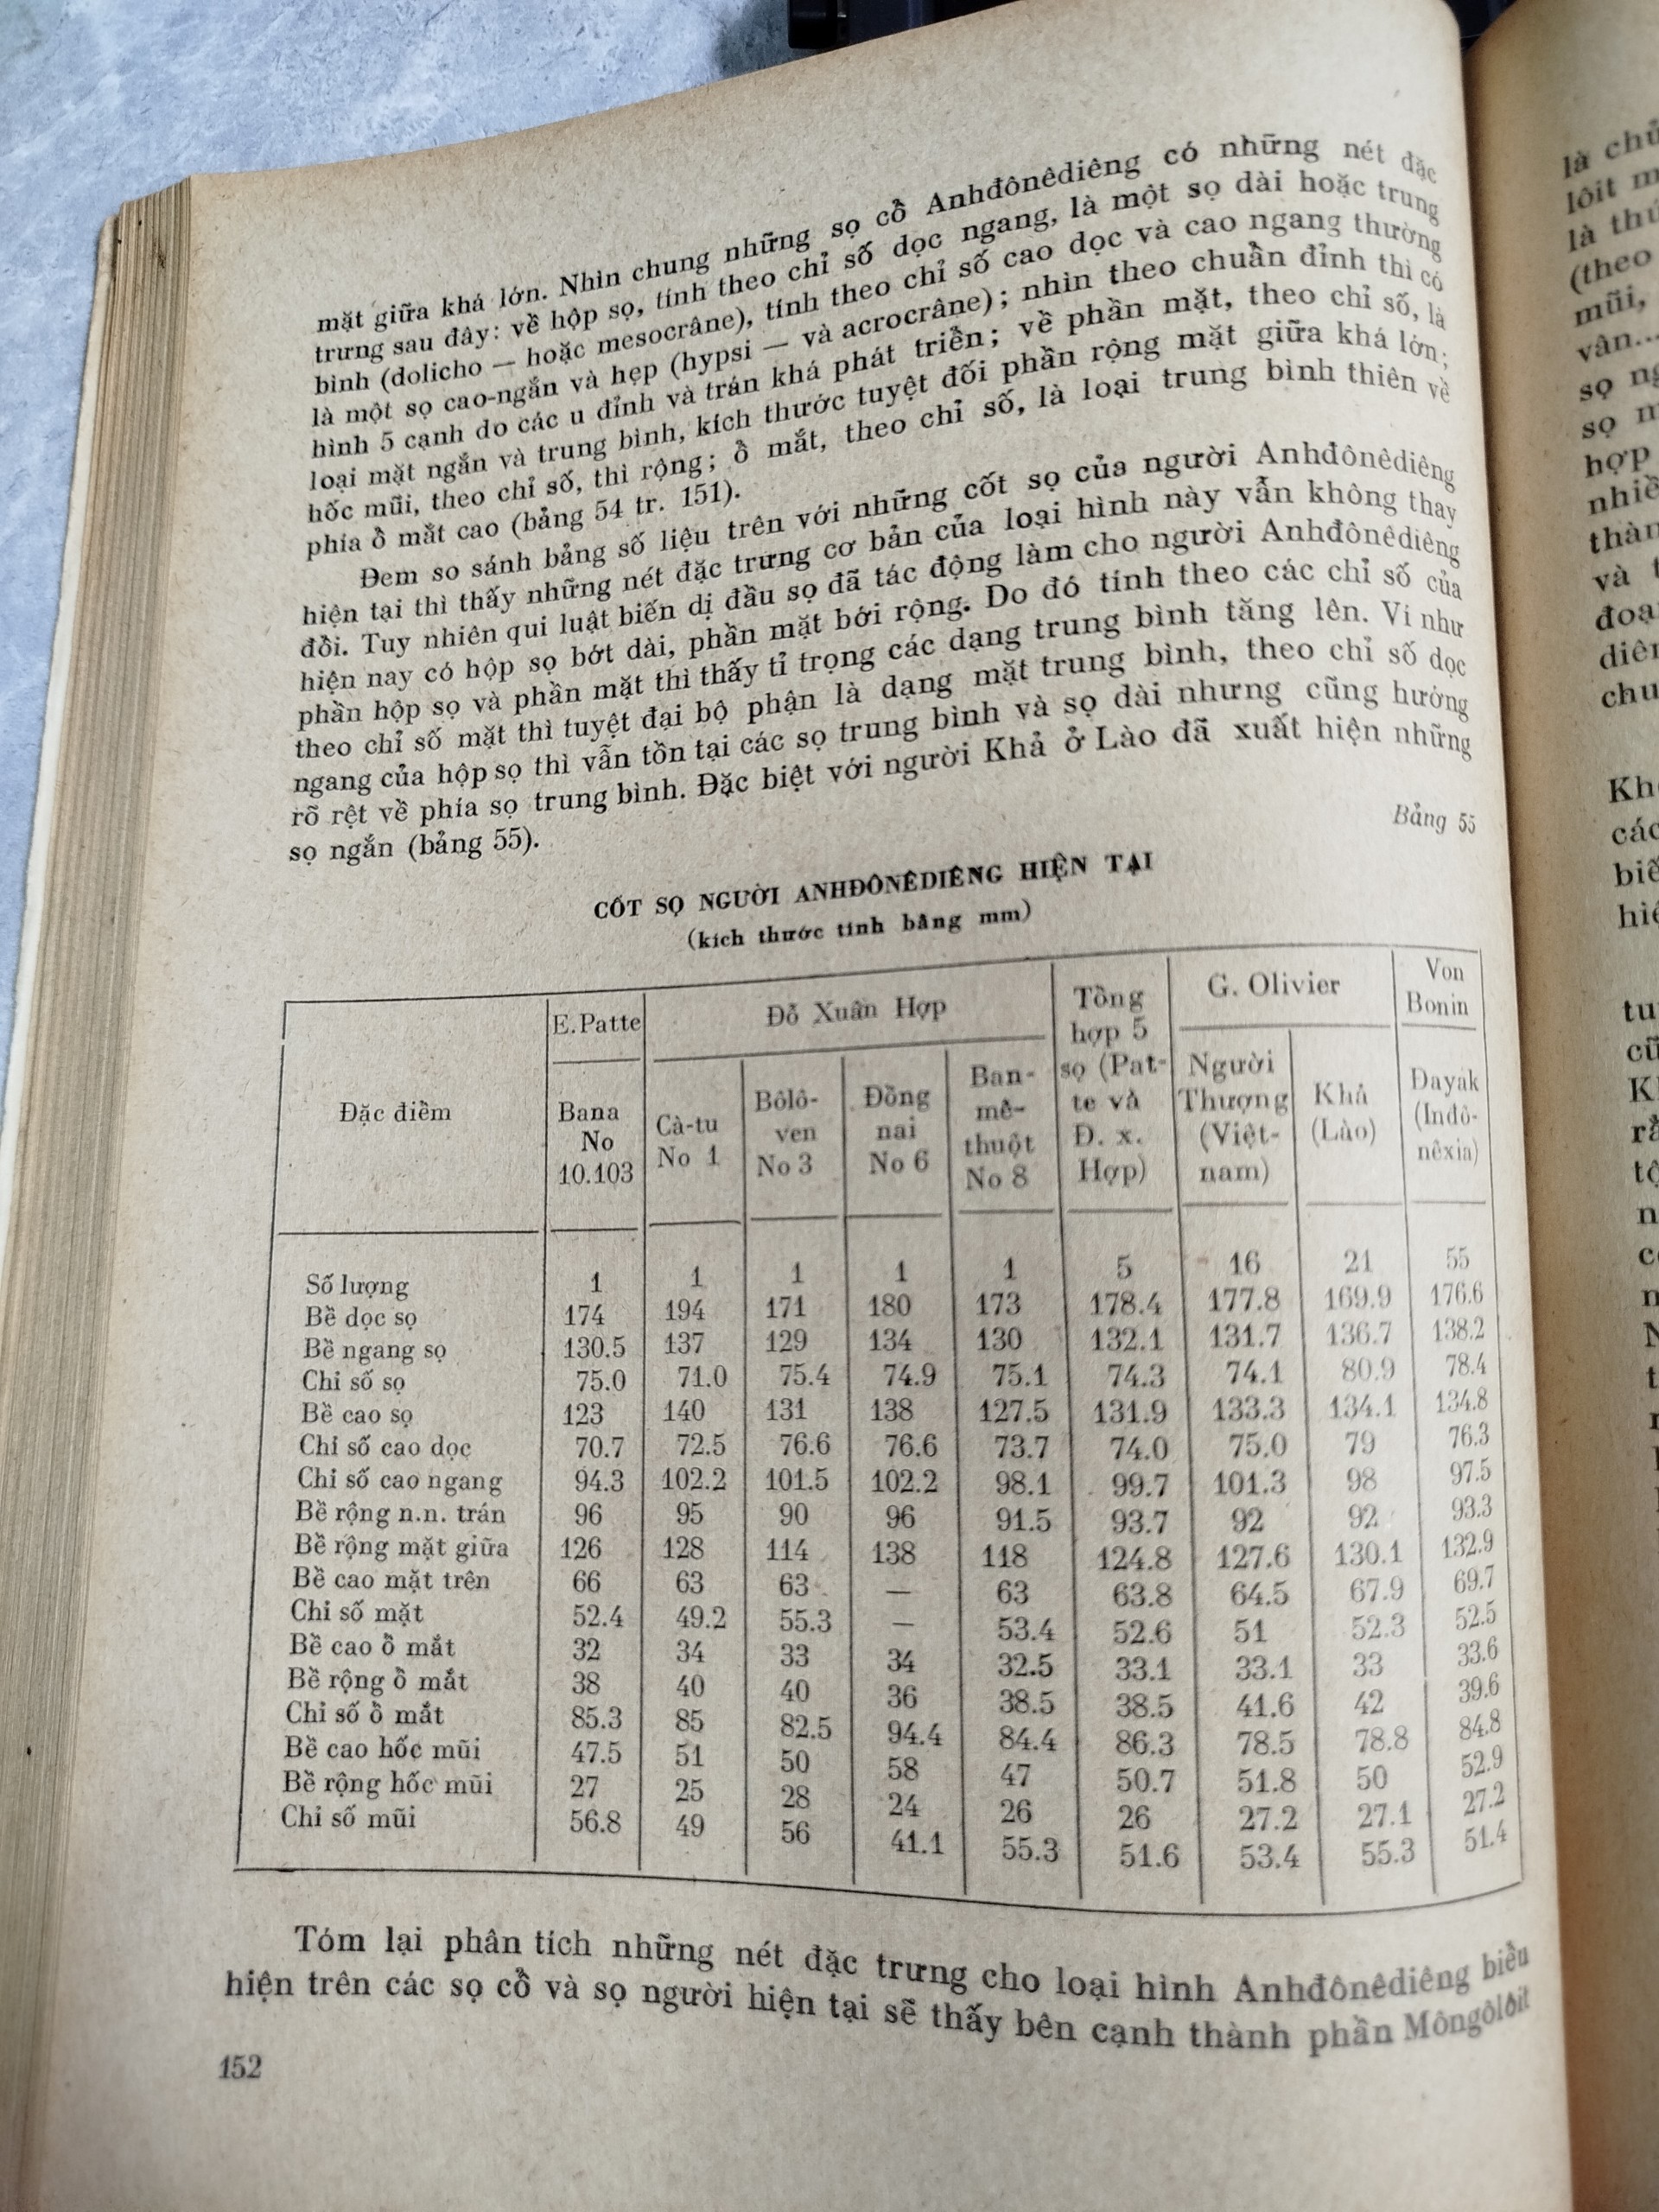 mặt giữa khá lớn. Nhìn chung những sọ cổ Anhđônêdiêng có những nét đặc
trưng sau đây: về hộp sọ, tính theo chỉ số dọc ngang, là một sọ dài hoặc trung
bình (dolicho — hoặc mesocrâne), tính theo chỉ số cao dọc và cao ngang thường
là một sọ cao-ngắn và hẹp (hypsi — và acrocrâne); nhìn theo chuẩn đỉnh thì có
hình 5 cạnh do các u đỉnh và trán khá phát triển; về phần mặt, theo chỉ số, là
loại mặt ngắn và trung bình, kích thước tuyệt đối phần rộng mặt giữa khá lớn;
hốc mũi, theo chỉ số, thì rộng; ổ mắt, theo chỉ số, là loại trung bình thiên về
phía ổ mắt cao (bảng 54 tr. 151).
Đem so sánh bảng số liệu trên với những cốt sọ của người Anhđônêdiêng
hiện tại thì thấy những nét đặc trưng cơ bản của loại hình này vẫn không thay
đổi. Tuy nhiên qui luật biến dị đầu sọ đã tác động làm cho người Anhđônêdiêng
hiện nay có hộp sọ bớt dài, phần mặt bới rộng. Do đó tính theo các chỉ số của
phần hộp sọ và phần mặt thì thấy tỉ trọng các dạng trung bình tăng lên. Ví như
theo chỉ số mặt thì tuyệt đại bộ phận là dạng mặt trung bình, theo chỉ số dọc
ngang của hộp sọ thì vẫn tồn tại các sọ trung bình và sọ dài nhưng cũng hướng
rõ rệt về phía sọ trung bình. Đặc biệt với người Khả ở Lào đã xuất hiện những
sọ ngắn (bảng 55).
Bảng 55
CỐT SỌ NGƯỜI ANHĐÔNÊDIÊNG HIỆN TẠI
(kích thước tính bằng mm)
Đặc điểm | E.Patte Bana No 10.103 | Đỗ Xuân Hợp Cà-tu No 1 | Bôlô-ven No 3 | Đồng nai No 6 | Ban-mê-thuột No 8 | Tổng hợp 5 sọ (Pat-te và Đ. x. Hợp) | G. Olivier Người Thượng (Việt-nam) | Khả (Lào) | Von Bonin Dayak (Indô-nêxia)
Số lượng 1 1 1 1 1 5 16 21 55
Bề dọc sọ 174 194 171 180 173 178.4 177.8 169.9 176.6
Bề ngang sọ 130.5 137 129 134 130 132.1 131.7 136.7 138.2
Chỉ số sọ 75.0 71.0 75.4 74.9 75.1 74.3 74.1 80.9 78.4
Bề cao sọ 123 140 131 138 127.5 131.9 133.3 134.1 134.8
Chỉ số cao dọc 70.7 72.5 76.6 76.6 73.7 74.0 75.0 79 76.3
Chỉ số cao ngang 94.3 102.2 101.5 102.2 98.1 99.7 101.3 98 97.5
Bề rộng n.n. trán 96 95 90 96 91.5 93.7 92 92 93.3
Bề rộng mặt giữa 126 128 114 138 118 124.8 127.6 130.1 132.9
Bề cao mặt trên 66 63 63 — 63 63.8 64.5 67.9 69.7
Chỉ số mặt 52.4 49.2 55.3 — 53.4 52.6 51 52.3 52.5
Bề cao ổ mắt 32 34 33 34 32.5 33.1 33.1 33 33.6
Bề rộng ổ mắt 38 40 40 36 38.5 38.5 41.6 42 39.6
Chỉ số ổ mắt 85.3 85 82.5 94.4 84.4 86.3 78.5 78.8 84.8
Bề cao hốc mũi 47.5 51 50 58 47 50.7 51.8 50 52.9
Bề rộng hốc mũi 27 25 28 24 26 26 27.2 27.1 27.2
Chỉ số mũi 56.8 49 56 41.1 55.3 51.6 53.4 55.3 51.4
Tóm lại phân tích những nét đặc trưng cho loại hình Anhđônêdiêng biểu
hiện trên các sọ cổ và sọ người hiện tại sẽ thấy bên cạnh thành phần Môngôlôit
152